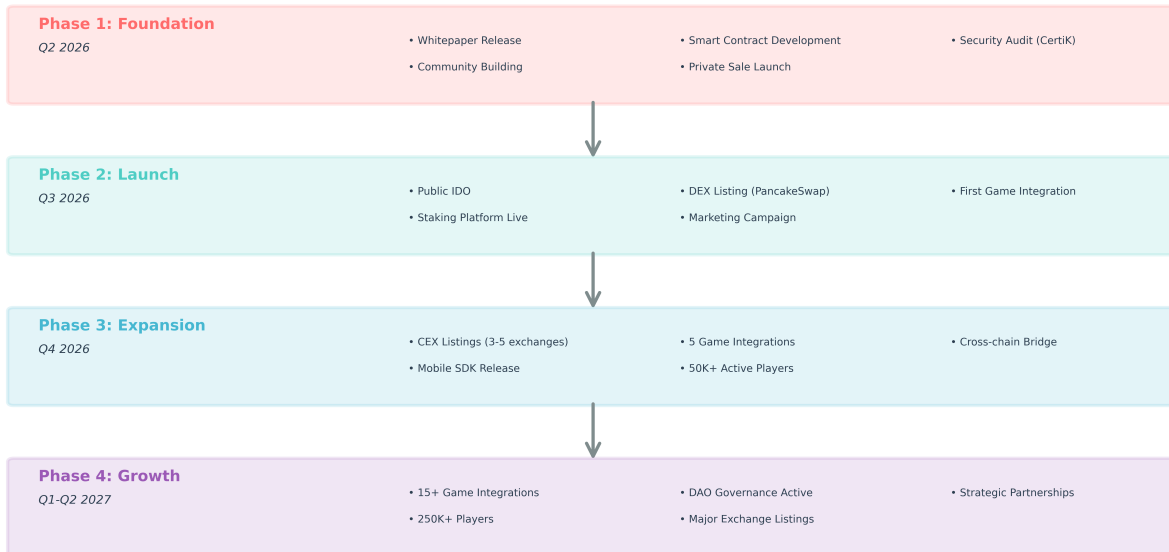 Phase 1: Foundation
Q2 2026
• Whitepaper Release
• Smart Contract Development
• Security Audit (CertiK)
• Community Building
• Private Sale Launch
Phase 2: Launch
Q3 2026
• Public IDO
• DEX Listing (PancakeSwap)
• First Game Integration
• Staking Platform Live
• Marketing Campaign
Phase 3: Expansion
Q4 2026
• CEX Listings (3-5 exchanges)
• 5 Game Integrations
• Cross-chain Bridge
• Mobile SDK Release
• 50K+ Active Players
Phase 4: Growth
Q1-Q2 2027
• 15+ Game Integrations
• DAO Governance Active
• Strategic Partnerships
• 250K+ Players
• Major Exchange Listings